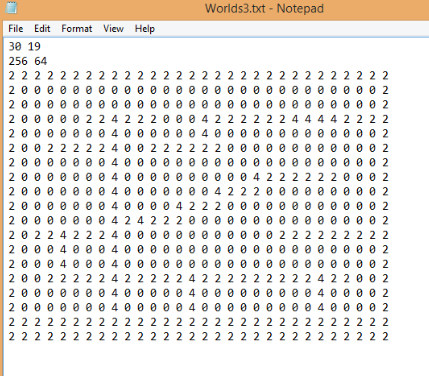 Worlds3.txt - Notepad
File Edit Format View Help
30 19
256 64
2 2 2 2 2 2 2 2 2 2 2 2 2 2 2 2 2 2 2 2 2 2 2 2 2 2 2 2 2 2
2 0 0 0 0 0 0 0 0 0 0 0 0 0 0 0 0 0 0 0 0 0 0 0 0 0 0 0 0 2
2 0 0 0 0 0 0 0 0 0 0 0 0 0 0 0 0 0 0 0 0 0 0 0 0 0 0 0 0 2
2 0 0 0 0 0 2 2 4 2 2 2 0 0 0 4 2 2 2 2 2 2 4 4 4 4 2 2 2 2
2 0 0 0 0 0 0 0 4 0 0 0 0 0 0 4 0 0 0 0 0 0 0 0 0 0 0 0 0 2
2 0 0 2 2 2 2 2 4 0 0 2 2 2 2 2 2 0 0 0 0 0 0 0 0 0 0 0 0 2
2 0 0 0 0 0 0 0 4 0 0 0 0 0 0 0 0 0 0 0 0 0 0 0 0 0 0 0 0 2
2 0 0 0 0 0 0 0 4 0 0 0 0 0 0 0 0 0 0 4 2 2 2 2 2 2 0 0 0 2
2 0 0 0 0 0 0 0 4 0 0 0 0 0 0 0 4 2 2 2 0 0 0 0 0 0 0 0 0 2
2 0 0 0 0 0 0 0 4 0 0 0 0 4 2 2 2 0 0 0 0 0 0 0 0 0 0 0 0 2
2 0 0 0 0 0 0 0 4 2 4 2 2 2 0 0 0 0 0 0 0 0 0 0 0 0 0 0 0 2
2 0 2 2 4 2 2 2 4 0 0 0 0 0 0 0 0 0 0 0 0 2 2 2 2 2 2 2 2 2
2 0 0 0 4 0 0 0 4 0 0 0 0 0 0 0 0 0 0 0 0 0 0 0 0 0 0 0 0 2
2 0 0 0 4 0 0 0 4 0 0 0 0 0 0 0 0 0 0 0 0 0 0 0 0 0 0 0 0 2
2 0 0 2 2 2 2 2 4 2 2 2 2 2 4 2 2 2 2 2 2 2 2 2 4 2 2 0 0 2
2 0 0 0 0 0 0 0 4 0 0 0 0 0 4 0 0 0 0 0 0 0 0 0 4 0 0 0 0 2
2 0 0 0 0 0 0 0 4 0 0 0 0 0 4 0 0 0 0 0 0 0 0 0 4 0 0 0 0 2
2 2 2 2 2 2 2 2 2 2 2 2 2 2 2 2 2 2 2 2 2 2 2 2 2 2 2 2 2 2
2 2 2 2 2 2 2 2 2 2 2 2 2 2 2 2 2 2 2 2 2 2 2 2 2 2 2 2 2 2